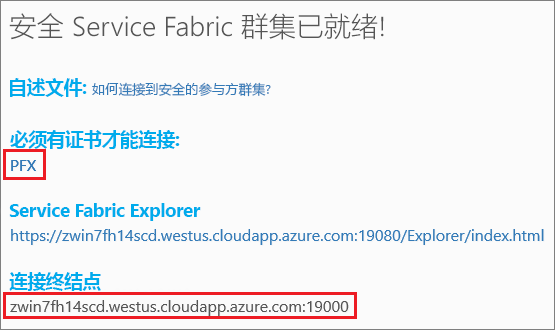 安全 Service Fabric 群集已就绪!
自述文件: 如何连接到安全的参与方群集?
必须有证书才能连接:
PFX
Service Fabric Explorer
https://zwin7fh14scd.westus.cloudapp.azure.com:19080/Explorer/index.html
连接终结点
zwin7fh14scd.westus.cloudapp.azure.com:19000